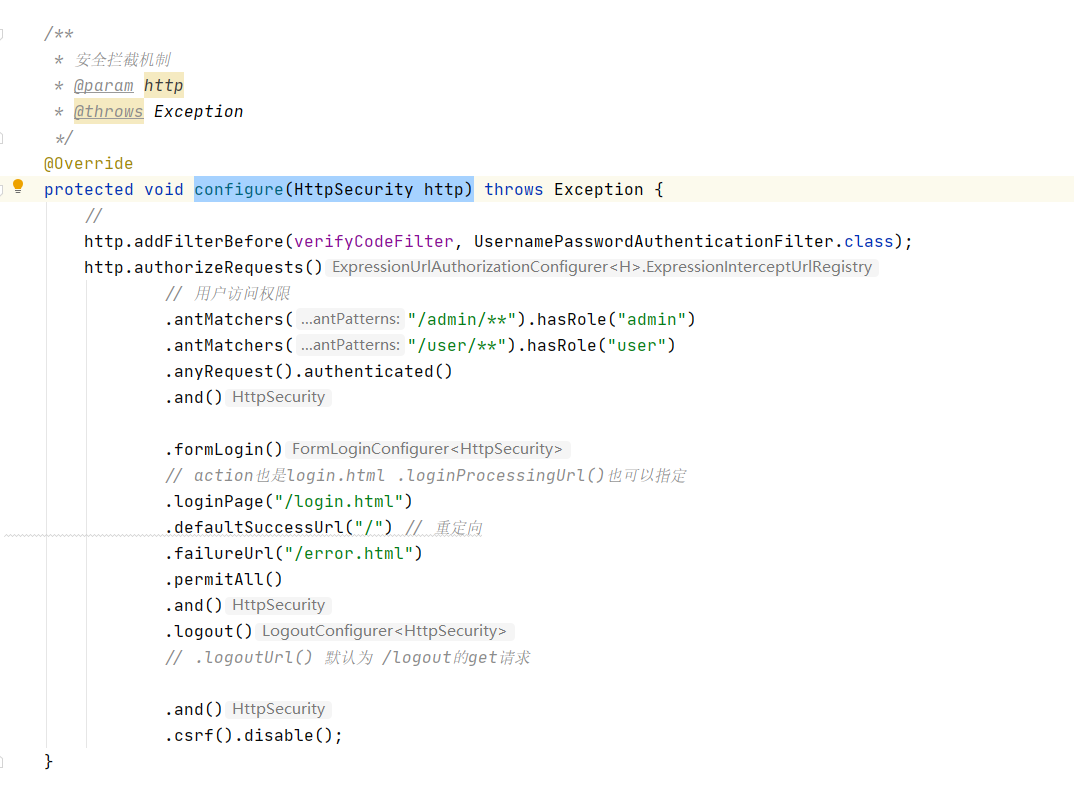 /**
* 安全拦截机制
* @param http
* @throws Exception
*/
@Override
protected void configure(HttpSecurity http) throws Exception {
//
http.addFilterBefore(verifyCodeFilter, UsernamePasswordAuthenticationFilter.class);
http.authorizeRequests() ExpressionUrlAuthorizationConfigurer<H>.ExpressionInterceptUrlRegistry
// 用户访问权限
.antMatchers( ...antPatterns: "/admin/**").hasRole("admin")
.antMatchers( ...antPatterns: "/user/**").hasRole("user")
.anyRequest().authenticated()
.and() HttpSecurity
.formLogin() FormLoginConfigurer<HttpSecurity>
// action也是login.html .loginProcessingUrl()也可以指定
.loginPage("/login.html")
.defaultSuccessUrl("/") // 重定向
.failureUrl("/error.html")
.permitAll()
.and() HttpSecurity
.logout() LogoutConfigurer<HttpSecurity>
// .logoutUrl() 默认为 /logout的get请求
.and() HttpSecurity
.csrf().disable();
}